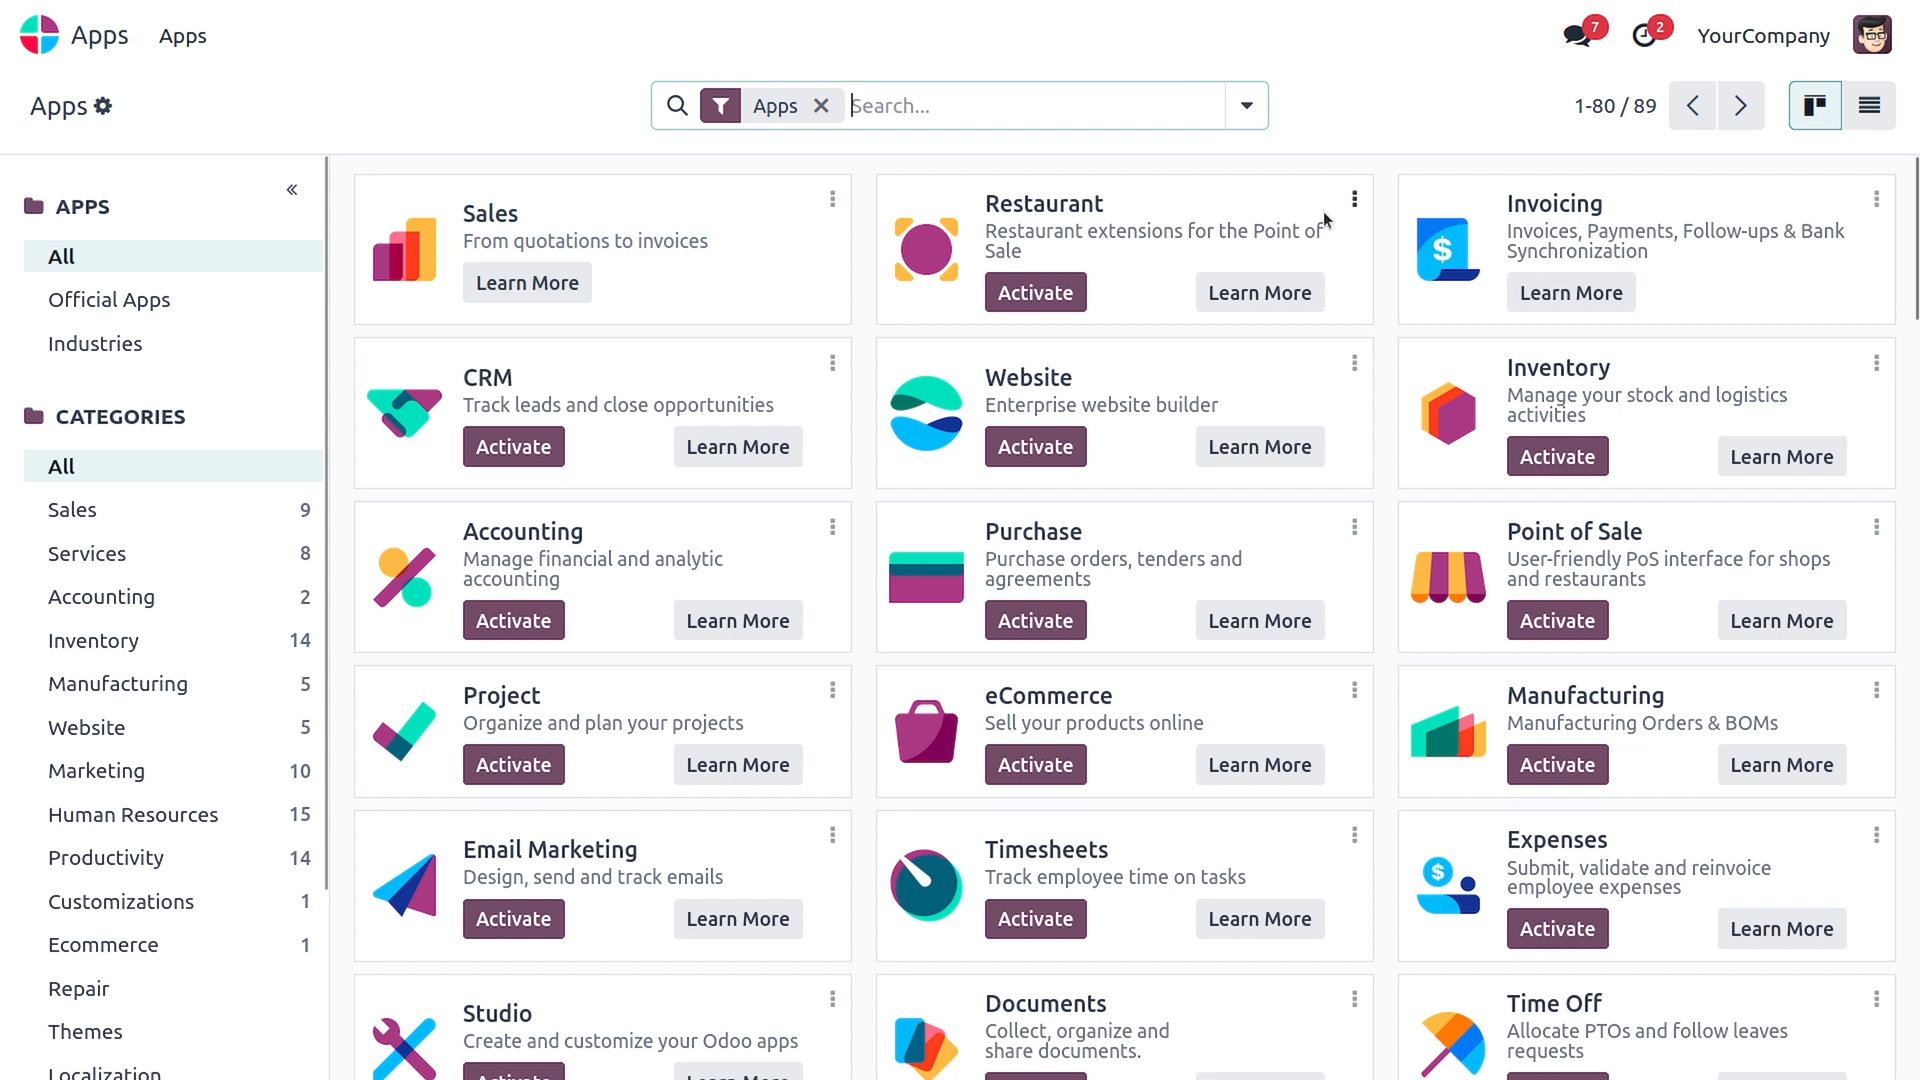 Apps
Apps
7
2
YourCompany
Apps
Apps
Search...
1-80 / 89
APPS
All
Official Apps
Industries
CATEGORIES
All
Sales 9
Services 8
Accounting 2
Inventory 14
Manufacturing 5
Website 5
Marketing 10
Human Resources 15
Productivity 14
Customizations 1
Ecommerce 1
Repair
Themes
Localization
Sales
From quotations to invoices
Learn More
Restaurant
Restaurant extensions for the Point of
Sale
Activate Learn More
Invoicing
Invoices, Payments, Follow-ups & Bank
Synchronization
Learn More
CRM
Track leads and close opportunities
Activate Learn More
Website
Enterprise website builder
Activate Learn More
Inventory
Manage your stock and logistics
activities
Activate Learn More
Accounting
Manage financial and analytic
accounting
Activate Learn More
Purchase
Purchase orders, tenders and
agreements
Activate Learn More
Point of Sale
User-friendly PoS interface for shops
and restaurants
Activate Learn More
Project
Organize and plan your projects
Activate Learn More
eCommerce
Sell your products online
Activate Learn More
Manufacturing
Manufacturing Orders & BOMs
Activate Learn More
Email Marketing
Design, send and track emails
Activate Learn More
Timesheets
Track employee time on tasks
Activate Learn More
Expenses
Submit, validate and reinvoice
employee expenses
Activate Learn More
Studio
Create and customize your Odoo apps
Activate Learn More
Documents
Collect, organize and
share documents.
Time Off
Allocate PTOs and follow leaves
requests